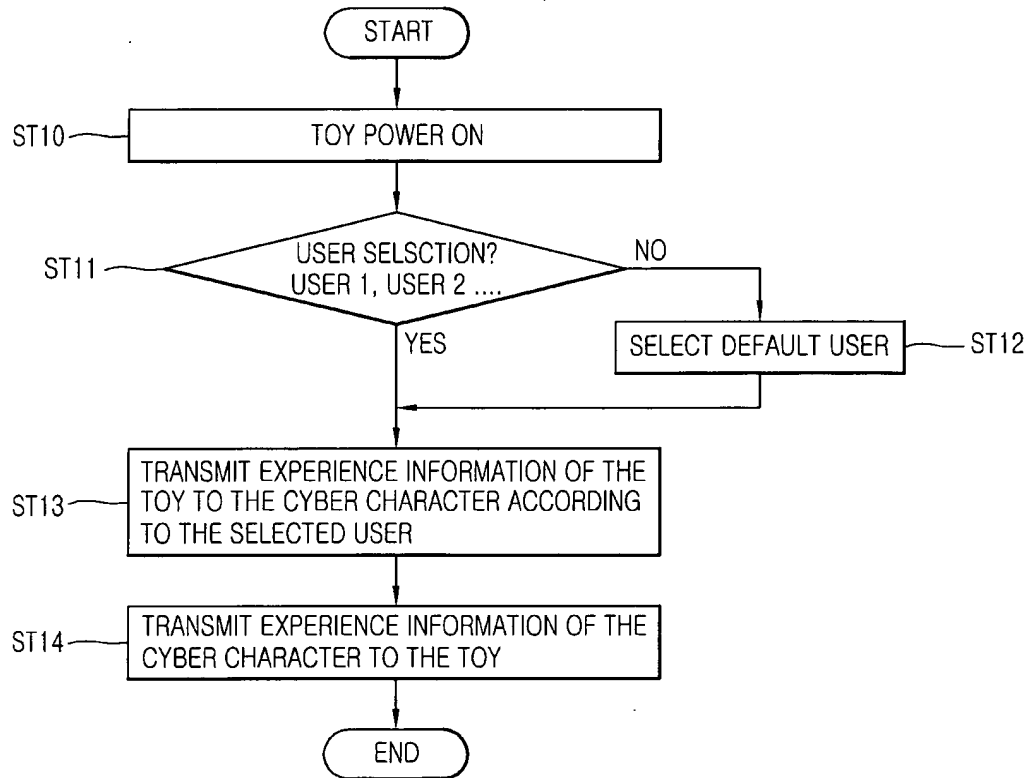 START
ST10
TOY POWER ON
ST11
USER SELSCTION?
USER 1, USER 2 ....
NO
YES
SELECT DEFAULT USER
ST12
ST13
TRANSMIT EXPERIENCE INFORMATION OF THE
TOY TO THE CYBER CHARACTER ACCORDING
TO THE SELECTED USER
ST14
TRANSMIT EXPERIENCE INFORMATION OF THE
CYBER CHARACTER TO THE TOY
END